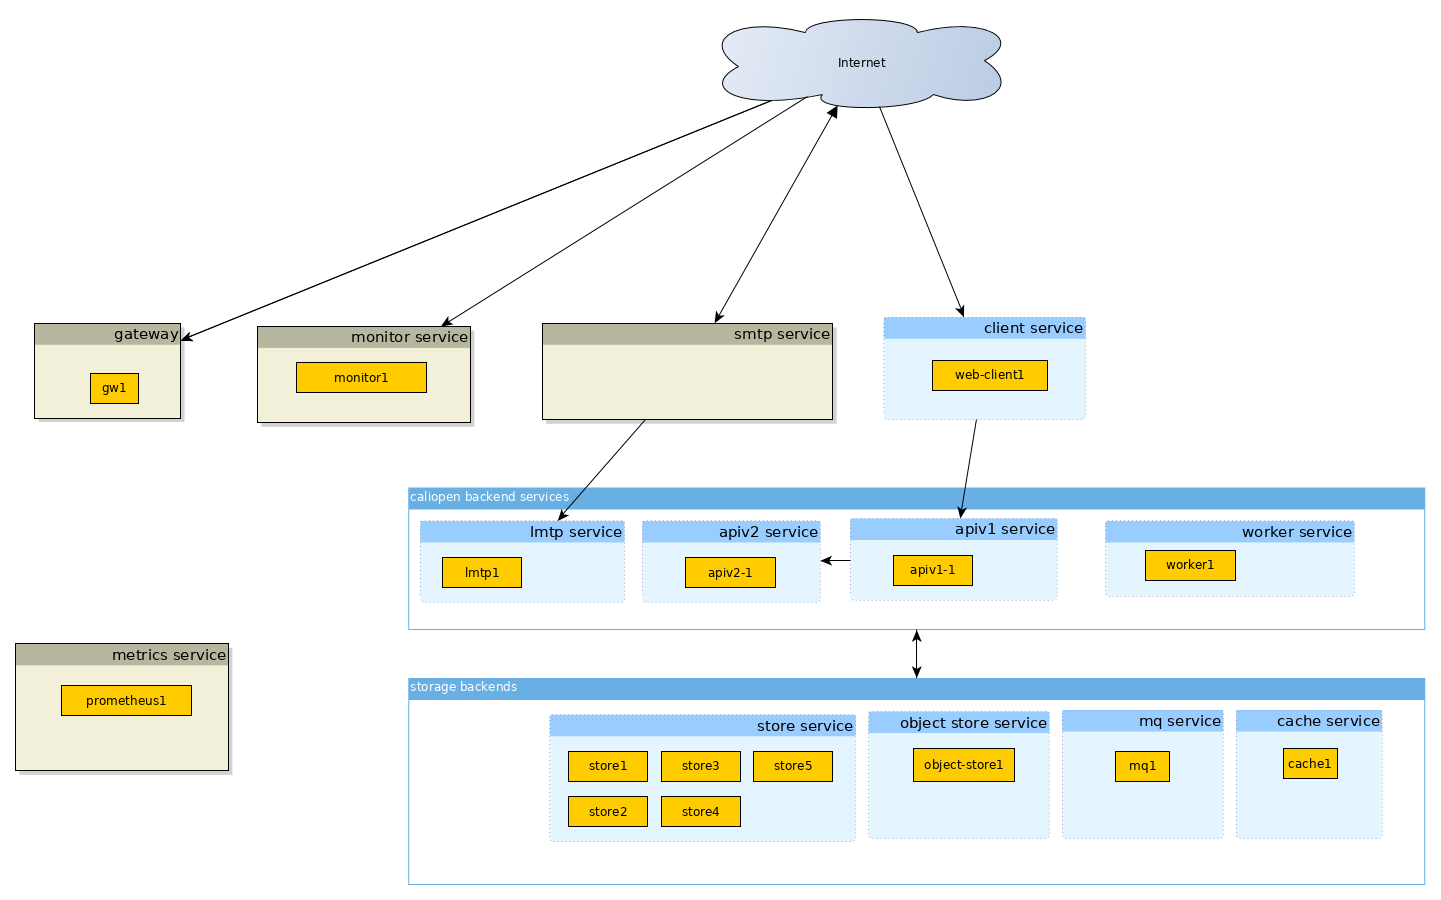 Internet
gateway
gw1
monitor service
monitor1
smtp service
client service
web-client1
caliopen backend services
lmtp service
lmtp1
apiv2 service
apiv2-1
apiv1 service
apiv1-1
worker service
worker1
metrics service
prometheus1
storage backends
store service
store1
store3
store5
store2
store4
object store service
object-store1
mq service
mq1
cache service
cache1